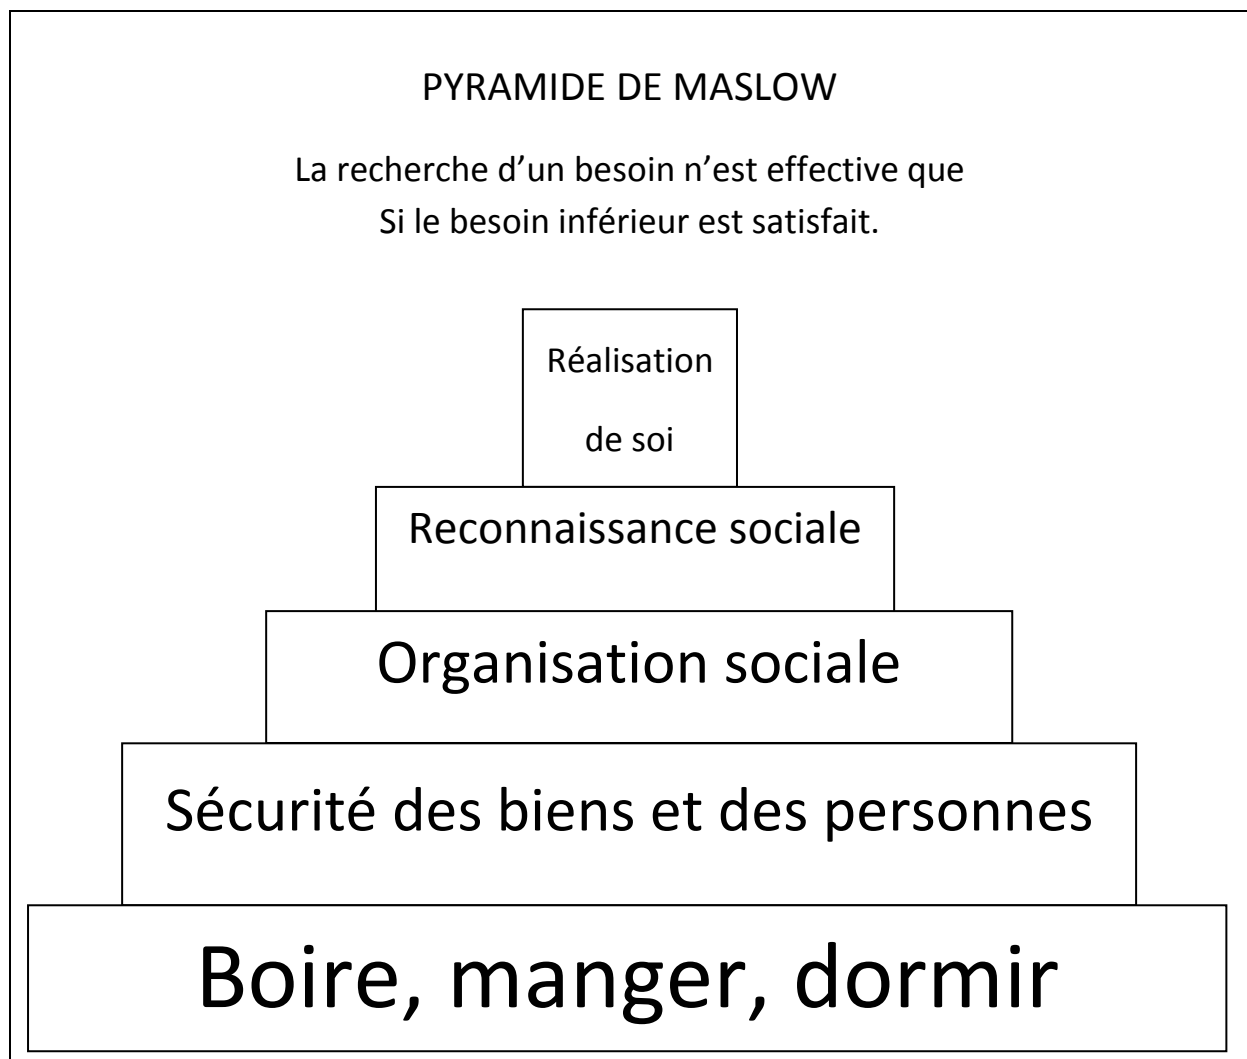 PYRAMIDE DE MASLOW
La recherche d’un besoin n’est effective que
Si le besoin inférieur est satisfait.
Réalisation
de soi
Reconnaissance sociale
Organisation sociale
Sécurité des biens et des personnes
Boire, manger, dormir